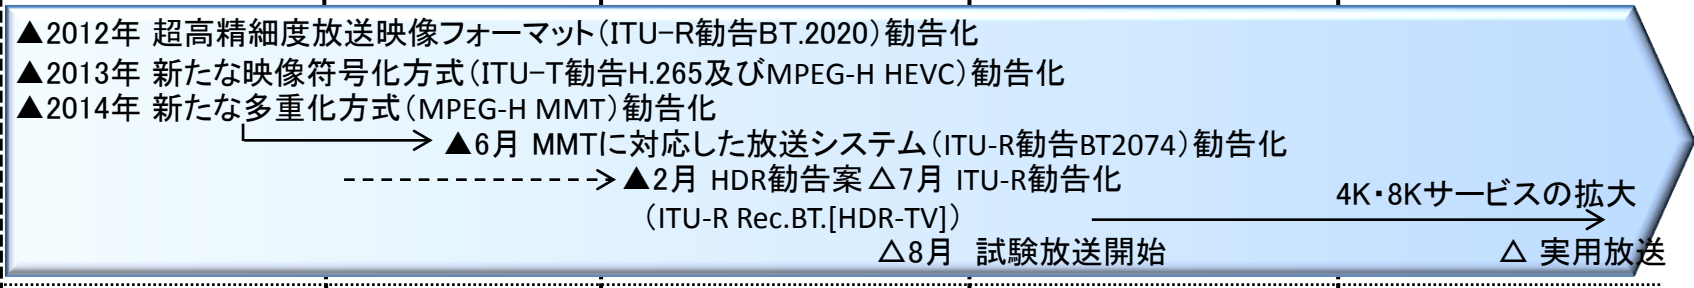 ▲2012年 超高精細度放送映像フォーマット（ITU-R勧告BT.2020）勧告化
▲2013年 新たな映像符号化方式（ITU-T勧告H.265及びMPEG-H HEVC）勧告化
▲2014年 新たな多重化方式（MPEG-H MMT）勧告化
▲6月 MMTに対応した放送システム（ITU-R勧告BT2074）勧告化
▲2月 HDR勧告案 △7月 ITU-R勧告化
（ITU-R Rec.BT.[HDR-TV]）
4K・8Kサービスの拡大
△8月 試験放送開始
△ 実用放送